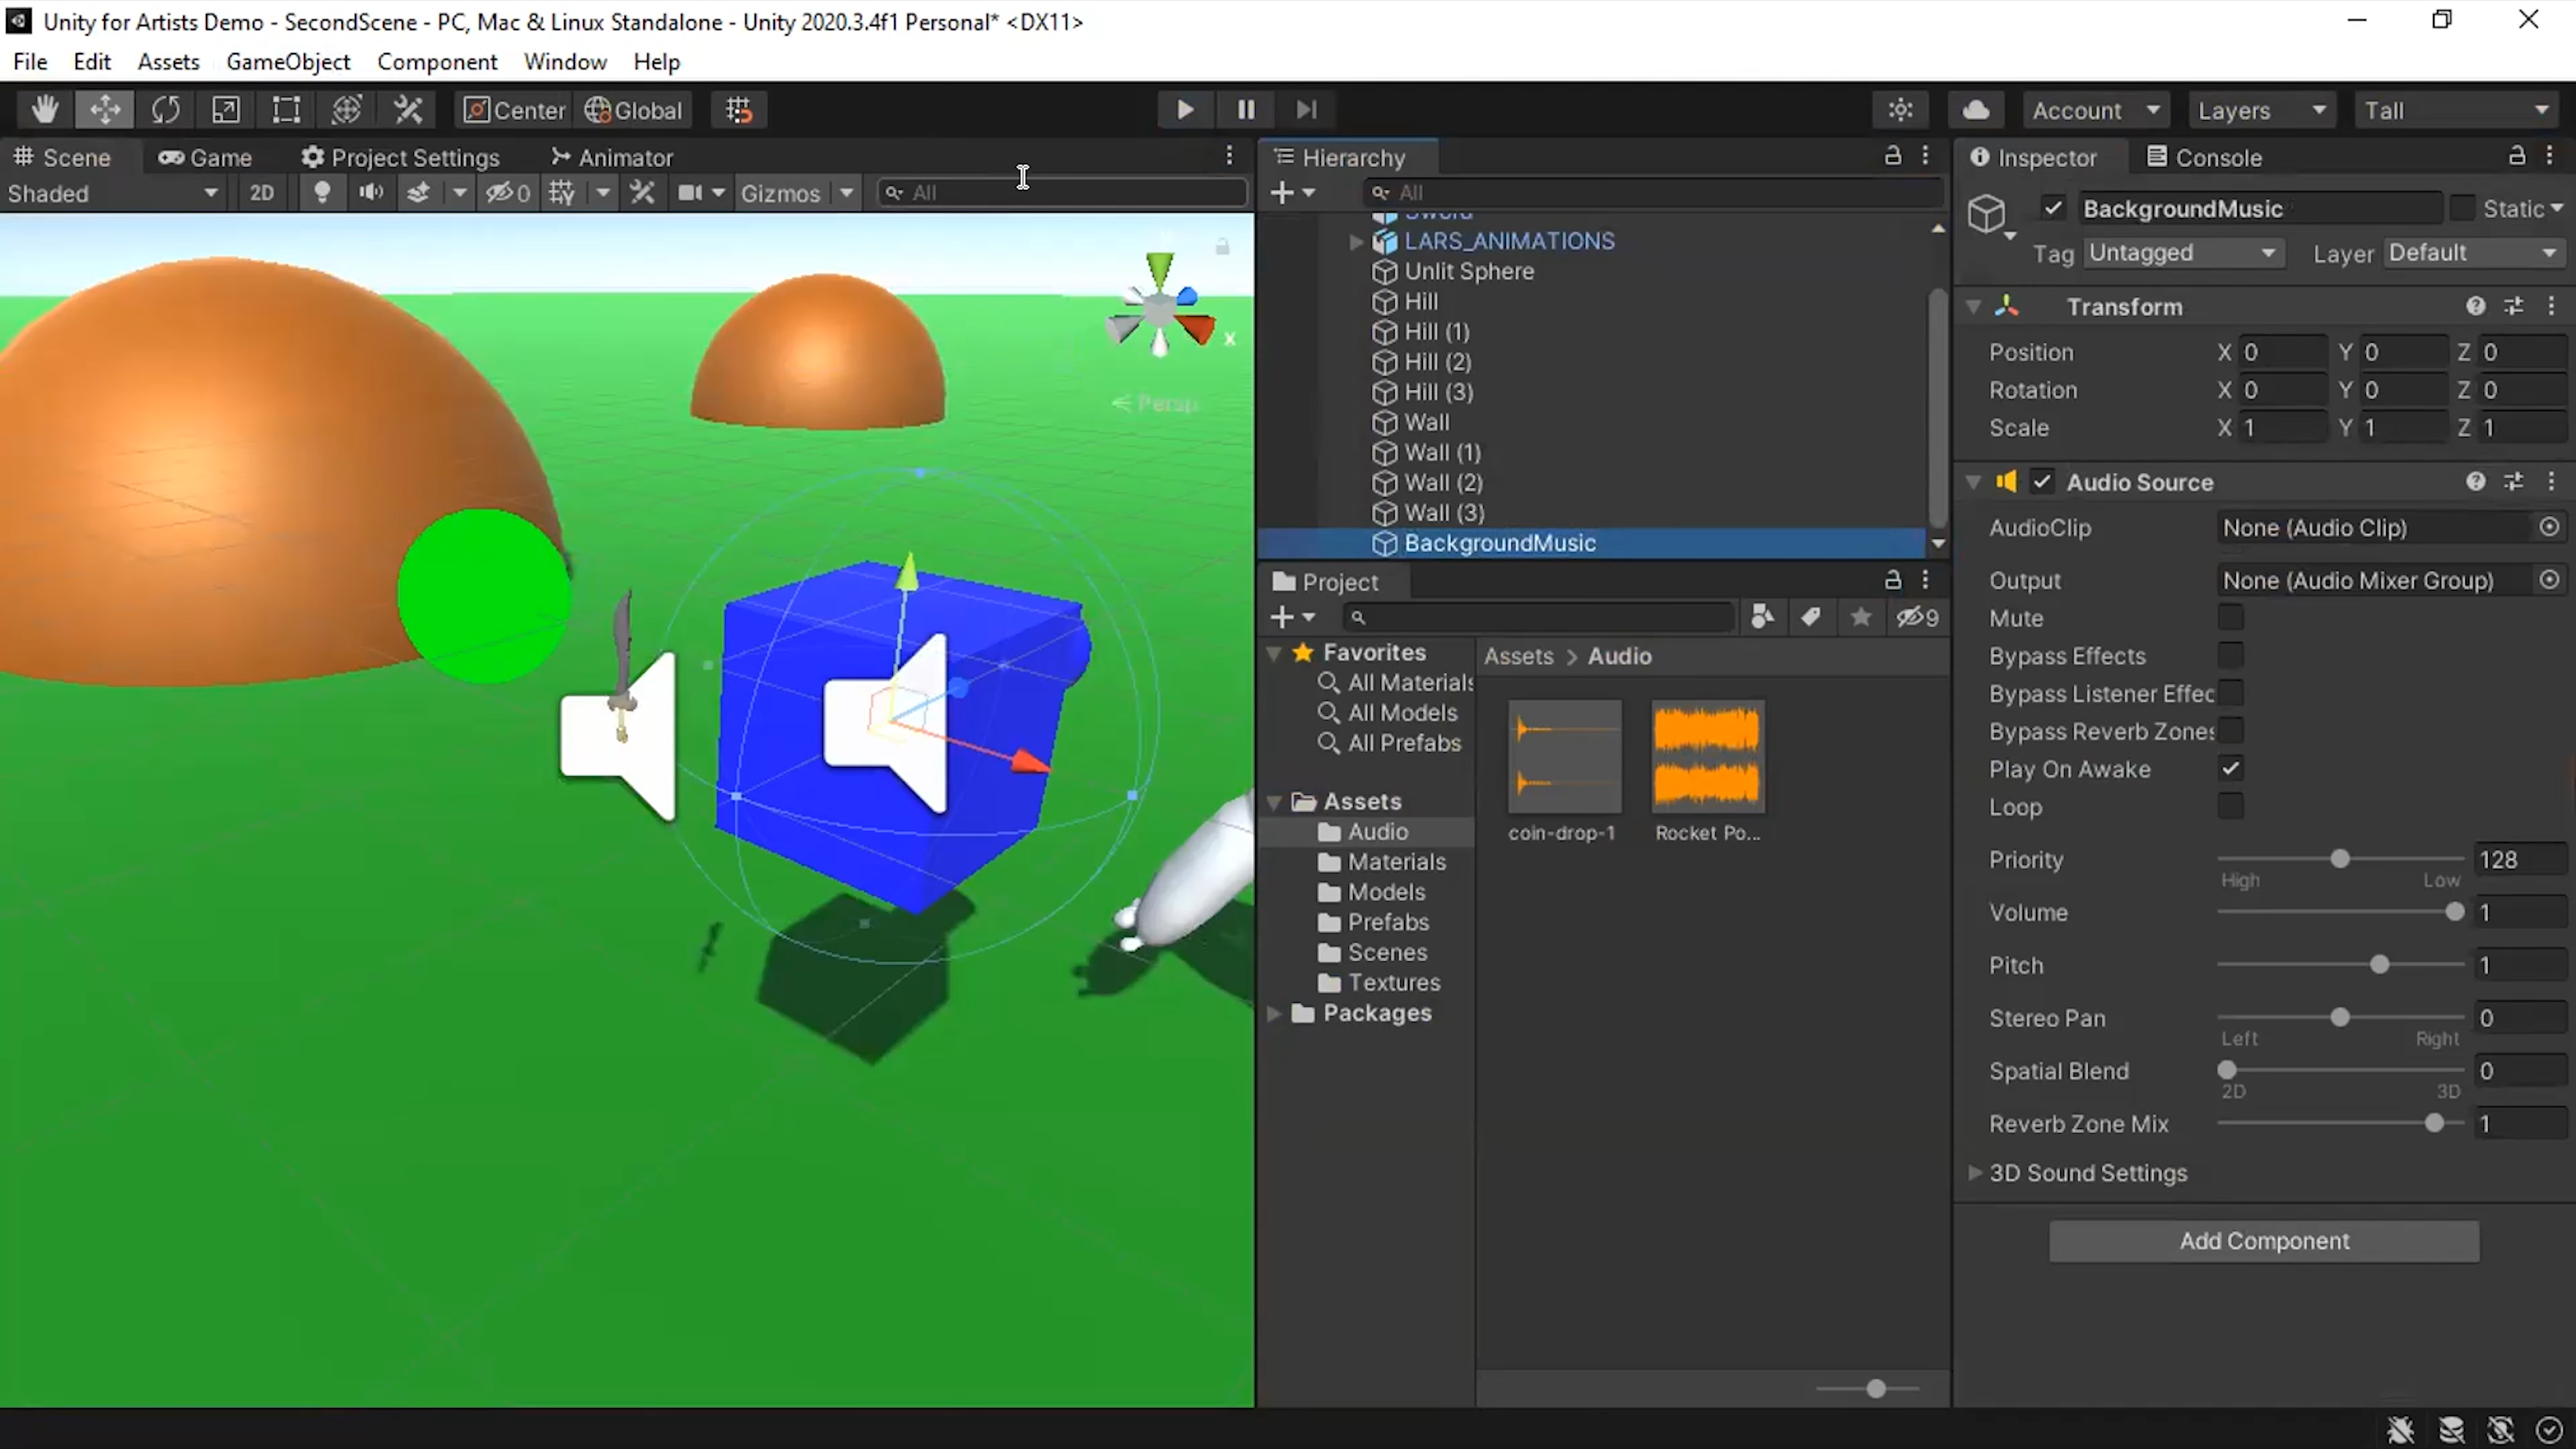 Unity for Artists Demo - SecondScene - PC, Mac & Linux Standalone - Unity 2020.3.4f1 Personal* <DX11>
File Edit Assets GameObject Component Window Help
Center Global Account Layers Tall
Scene Game Project Settings Animator
Shaded 2D 0 Gizmos All
x
Persp
Hierarchy
All
Sword
LARS_ANIMATIONS
Unlit Sphere
Hill
Hill (1)
Hill (2)
Hill (3)
Wall
Wall (1)
Wall (2)
Wall (3)
BackgroundMusic
Project
9
Favorites
All Materials
All Models
All Prefabs
Assets
Audio
Materials
Models
Prefabs
Scenes
Textures
Packages
Assets > Audio
coin-drop-1 Rocket Po...
Inspector Console
BackgroundMusic Static
Tag Untagged Layer Default
Transform
Position X 0 Y 0 Z 0
Rotation X 0 Y 0 Z 0
Scale X 1 Y 1 Z 1
Audio Source
AudioClip None (Audio Clip)
Output None (Audio Mixer Group)
Mute
Bypass Effects
Bypass Listener Effec
Bypass Reverb Zones
Play On Awake
Loop
Priority 128
High Low
Volume 1
Pitch 1
Stereo Pan 0
Left Right
Spatial Blend 0
2D 3D
Reverb Zone Mix 1
3D Sound Settings
Add Component